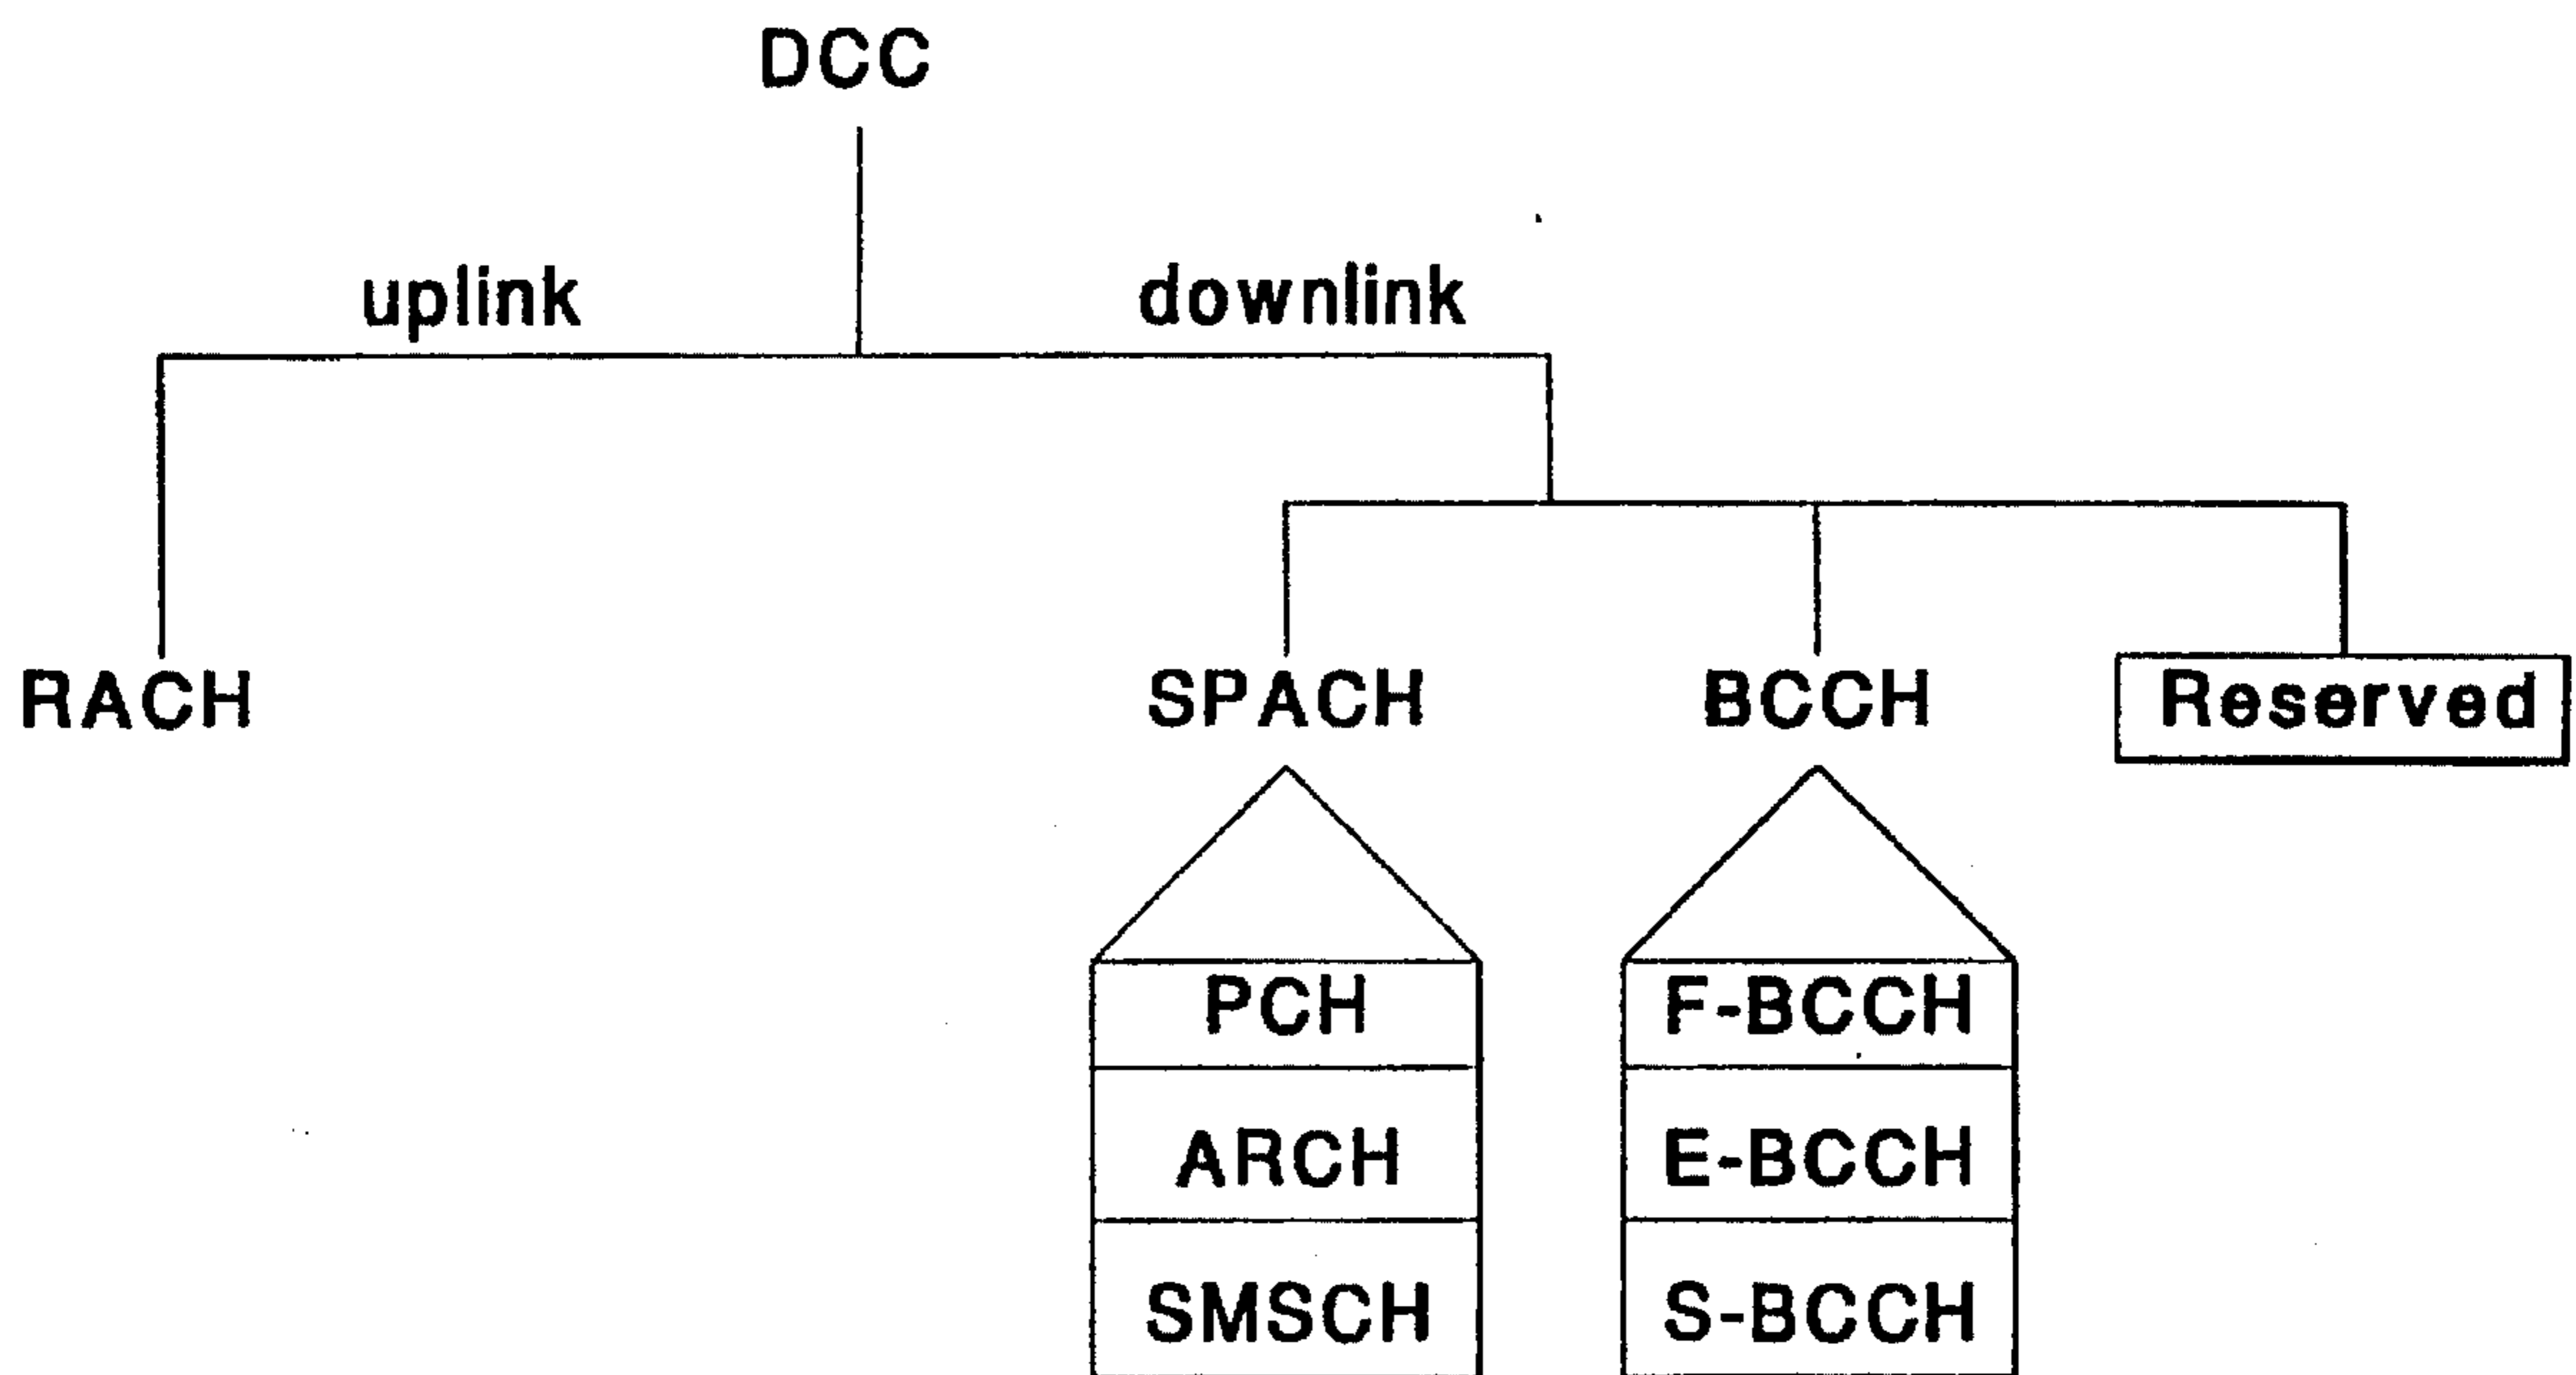 DCC
uplink downlink
RACH SPACH BCCH Reserved
PCH F-BCCH
ARCH E-BCCH
SMSCH S-BCCH